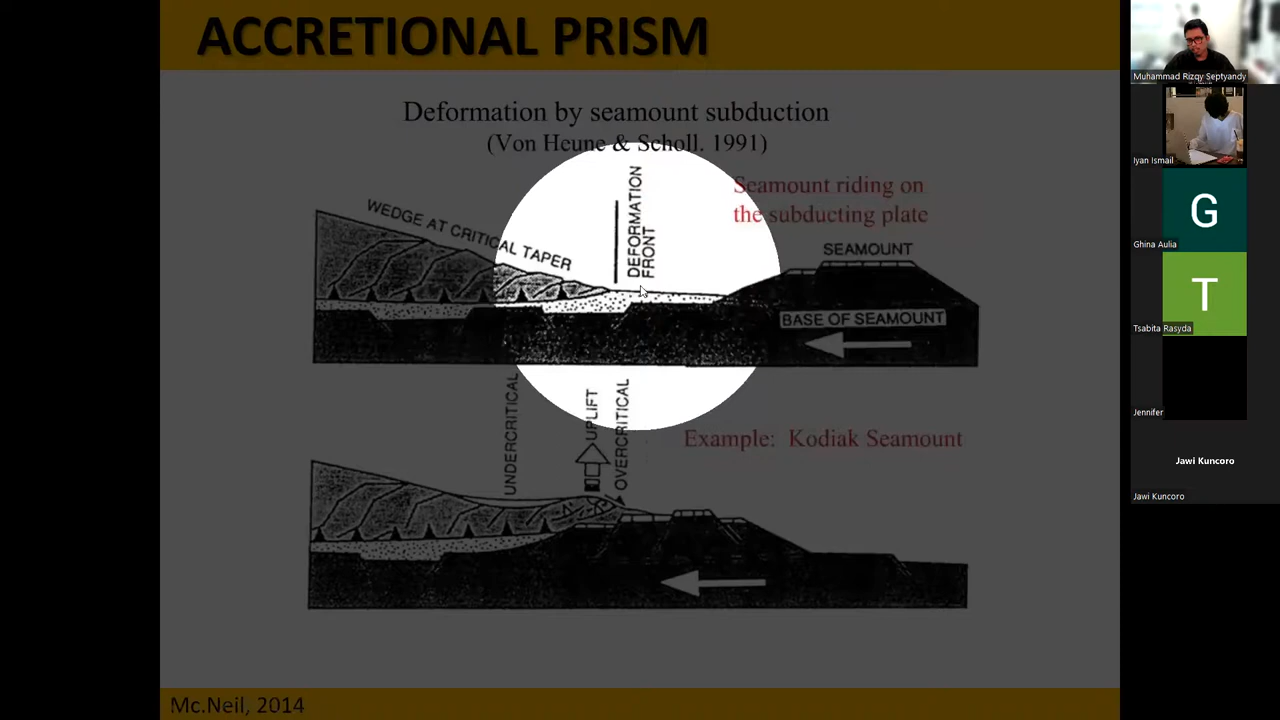 ACCRETIONAL PRISM
Deformation by seamount subduction
(Von Heune & Scholl. 1991)
Seamount riding on
the subducting plate
WEDGE AT CRITICAL TAPER
DEFORMATION
FRONT
SEAMOUNT
BASE OF SEAMOUNT
UNDERCRITICAL
UPLIFT
OVERCRITICAL
Example: Kodiak Seamount
Mc.Neil, 2014
Muhammad Rizqy Septyandy
Iyan Ismail
G
Ghina Aulia
T
Tsabita Rasyda
Jennifer
Jawi Kuncoro
Jawi Kuncoro